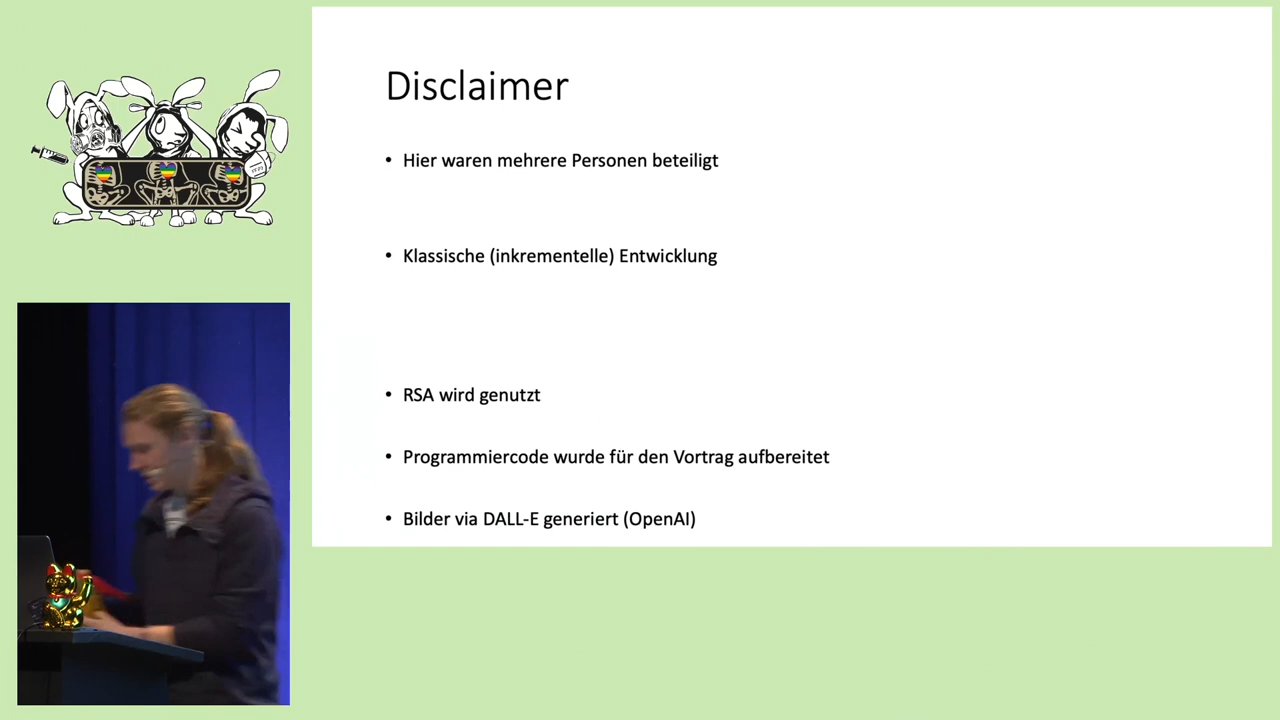 Disclaimer
• Hier waren mehrere Personen beteiligt
• Klassische (inkrementelle) Entwicklung
• RSA wird genutzt
• Programmiercode wurde für den Vortrag aufbereitet
• Bilder via DALL-E generiert (OpenAI)